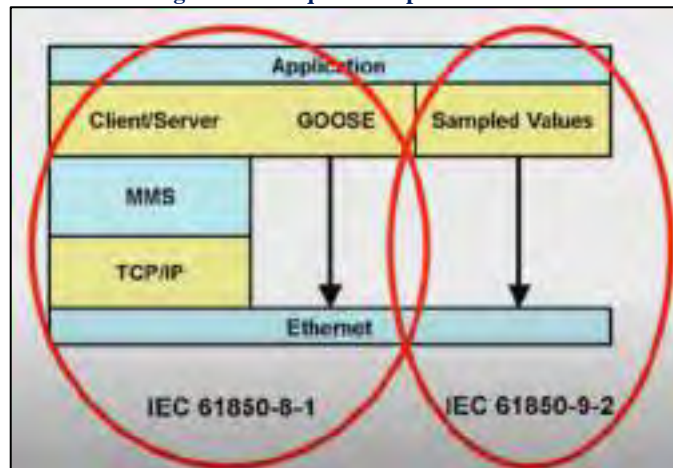 Application
Client/Server GOOSE Sampled Values
MMS
TCP/IP
Ethernet
IEC 61850-8-1 IEC 61850-9-2